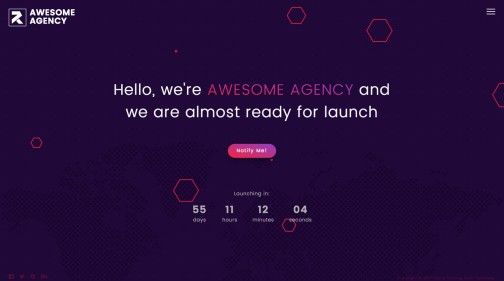 AWESOME
AGENCY
Hello, we're AWESOME AGENCY and
we are almost ready for launch
Notify Me!
Launching in:
55 11 12 04
days hours minutes seconds